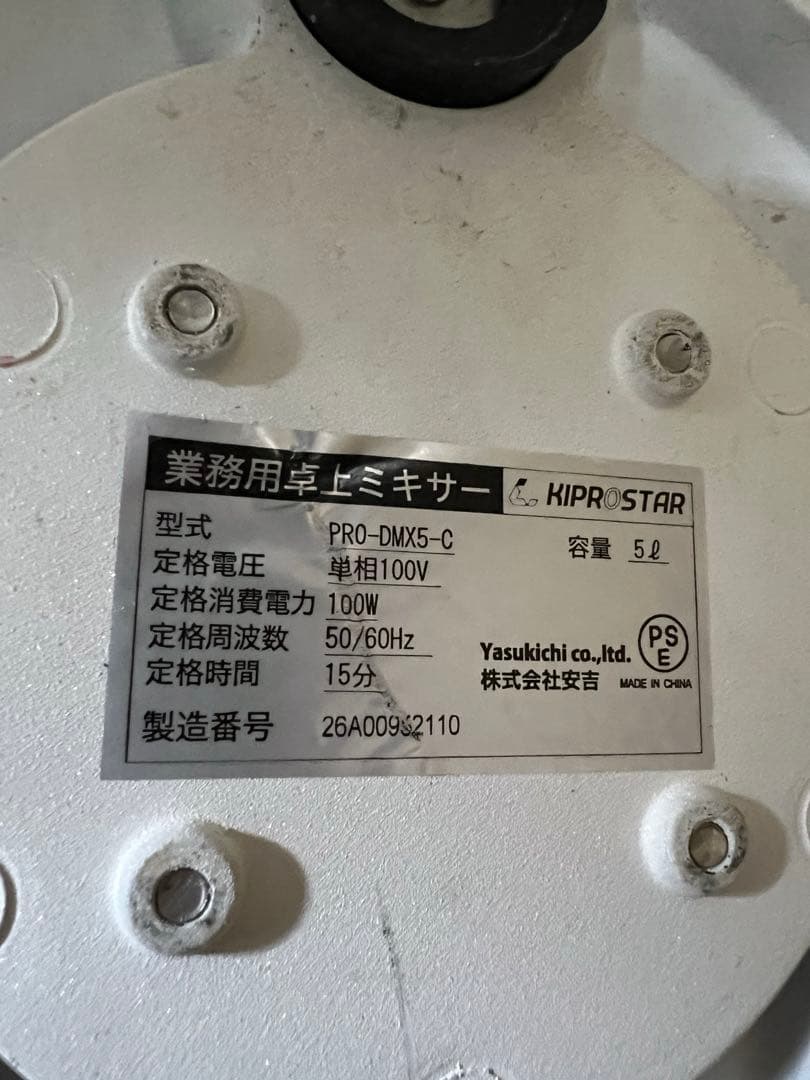 業務用卓上ミキサー KIPROSTAR
型式 PRO-DMX5-C 容量 5ℓ
定格電圧 単相100V
定格消費電力 100W
定格周波数 50/60Hz
定格時間 15分
Yasukichi co.,ltd.
株式会社安吉
PSE
MADE IN CHINA
製造番号